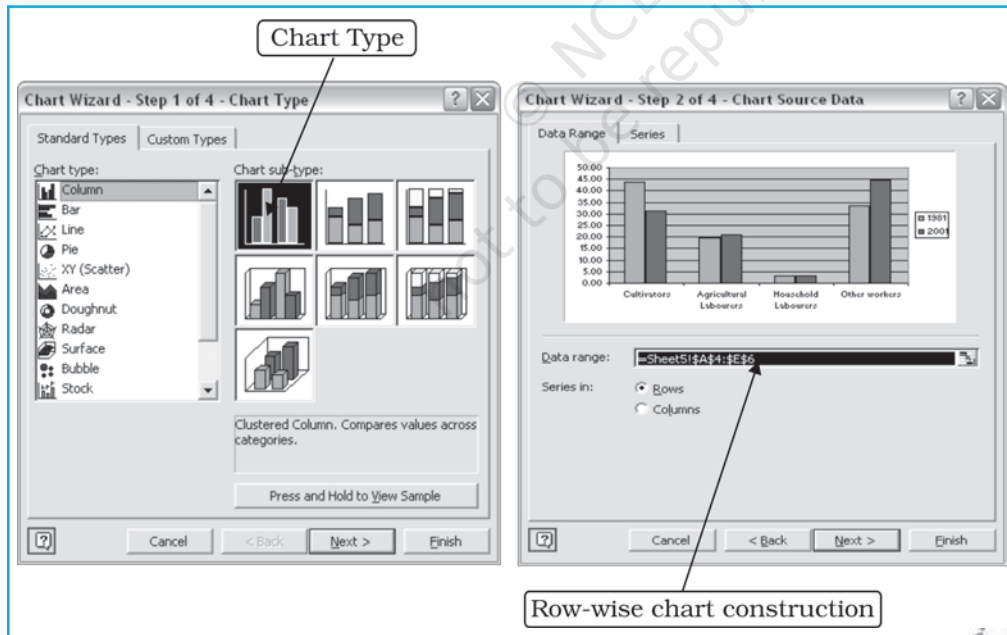 Chart Type
Chart Wizard - Step 1 of 4 - Chart Type
Standard Types
Custom Types
Chart type:
Column
Bar
Line
Pie
XY (Scatter)
Area
Doughnut
Radar
Surface
Bubble
Stock
Chart sub-type:
Clustered Column. Compares values across
categories.
Press and Hold to View Sample
Cancel
< Back
Next >
Finish
Chart Wizard - Step 2 of 4 - Chart Source Data
Data Range
Series
50.00
45.00
40.00
35.00
30.00
25.00
20.00
15.00
10.00
5.00
0.00
Cultivators
Agricultural
Labourers
Household
Labourers
Other workers
1981
2001
Data range:
=Sheet5!$A$4:$E$6
Series in:
Rows
Columns
Cancel
< Back
Next >
Finish
Row-wise chart construction
not to be repu